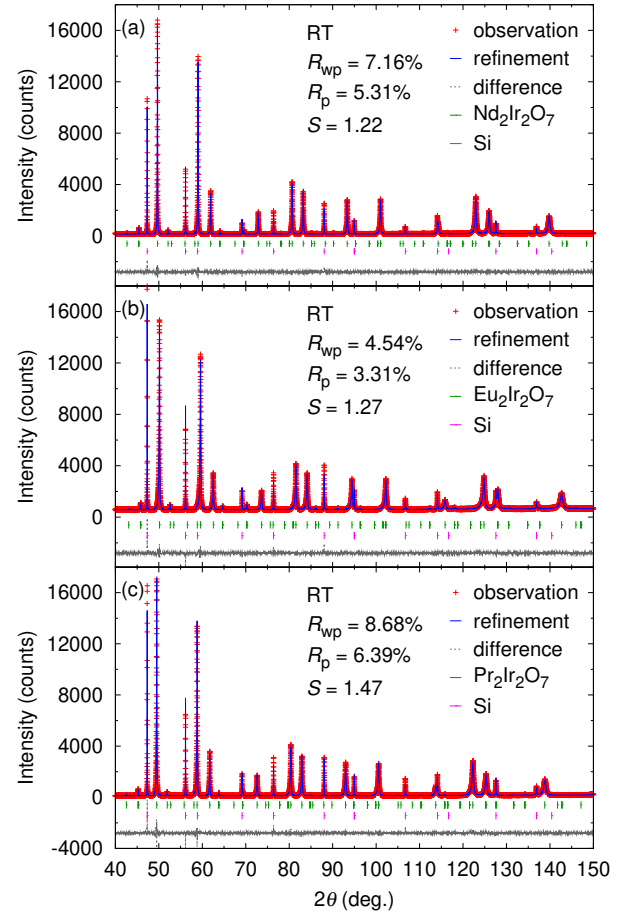 (a)
RT
Rwp = 7.16%
Rp = 5.31%
S = 1.22
observation
refinement
difference
Nd2Ir2O7
Si
Intensity (counts)
16000
12000
8000
4000
0
(b)
RT
Rwp = 4.54%
Rp = 3.31%
S = 1.27
observation
refinement
difference
Eu2Ir2O7
Si
Intensity (counts)
16000
12000
8000
4000
0
(c)
RT
Rwp = 8.68%
Rp = 6.39%
S = 1.47
observation
refinement
difference
Pr2Ir2O7
Si
Intensity (counts)
16000
12000
8000
4000
0
-4000
40 50 60 70 80 90 100 110 120 130 140 150
2θ (deg.)